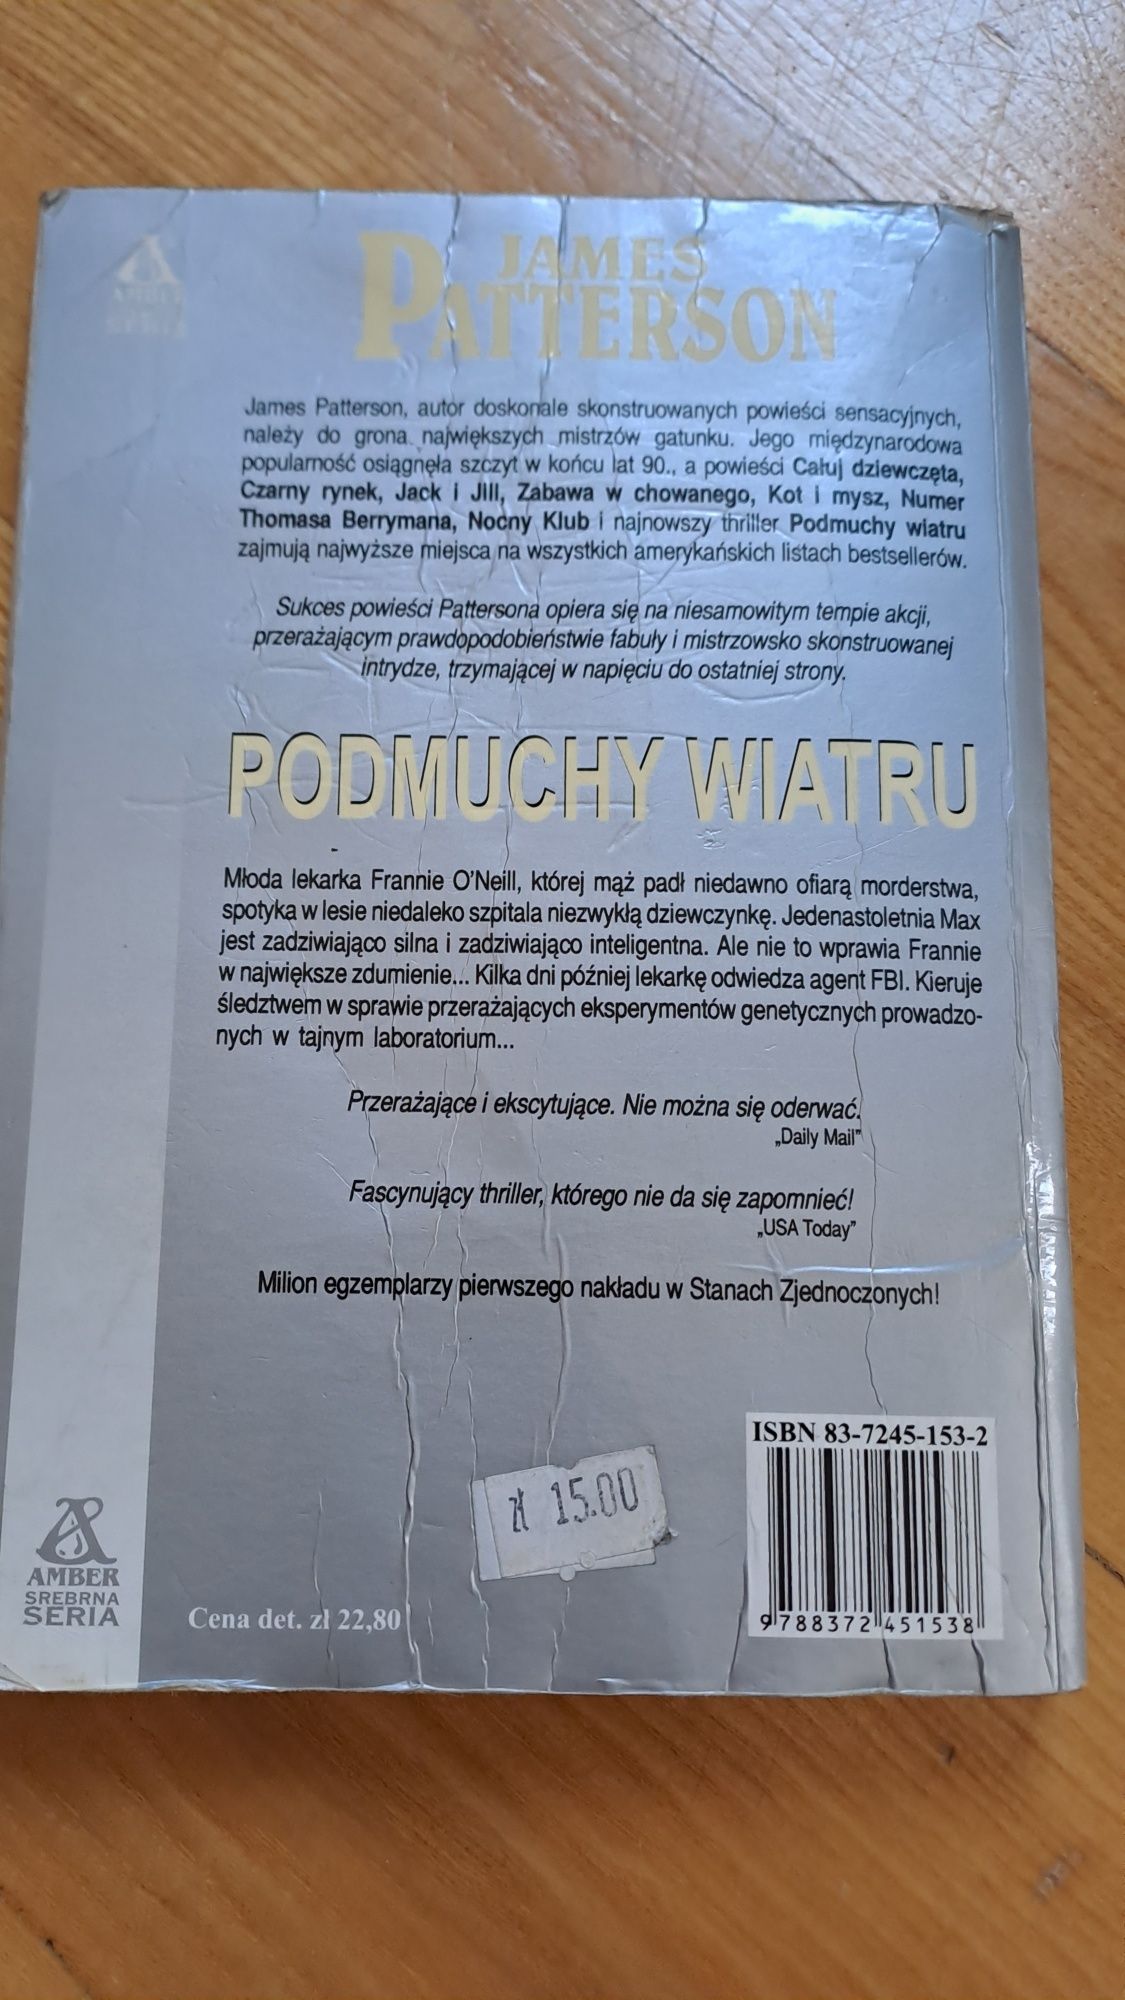 AMBER
SERIA
JAMES
PATTERSON
James Patterson, autor doskonale skonstruowanych powieści sensacyjnych,
należy do grona największych mistrzów gatunku. Jego międzynarodowa
popularność osiągnęła szczyt w końcu lat 90., a powieści Całuj dziewczęta,
Czarny rynek, Jack i Jill, Zabawa w chowanego, Kot i mysz, Numer
Thomasa Berrymana, Nocny Klub i najnowszy thriller Podmuchy wiatru
zajmują najwyższe miejsca na wszystkich amerykańskich listach bestsellerów.
Sukces powieści Pattersona opiera się na niesamowitym tempie akcji,
przerażającym prawdopodobieństwie fabuły i mistrzowsko skonstruowanej
intrydze, trzymającej w napięciu do ostatniej strony.
PODMUCHY WIATRU
Młoda lekarka Frannie O'Neill, której mąż padł niedawno ofiarą morderstwa,
spotyka w lesie niedaleko szpitala niezwykłą dziewczynkę. Jedenastoletnia Max
jest zadziwiająco silna i zadziwiająco inteligentna. Ale nie to wprawia Frannie
w największe zdumienie... Kilka dni później lekarkę odwiedza agent FBI. Kieruje
śledztwem w sprawie przerażających eksperymentów genetycznych prowadzo-
nych w tajnym laboratorium...
Przerażające i ekscytujące. Nie można się oderwać.
„Daily Mail”
Fascynujący thriller, którego nie da się zapomnieć!
„USA Today”
Milion egzemplarzy pierwszego nakładu w Stanach Zjednoczonych!
ISBN 83-7245-153-2
zł 15.00
AMBER
SREBRNA
SERIA
Cena det. zł 22,80
9 788372 451538